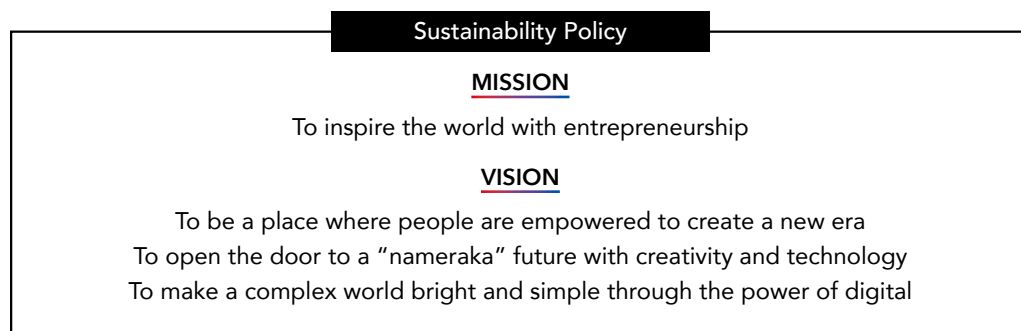 Sustainability Policy
MISSION
To inspire the world with entrepreneurship
VISION
To be a place where people are empowered to create a new era
To open the door to a “nameraka” future with creativity and technology
To make a complex world bright and simple through the power of digital